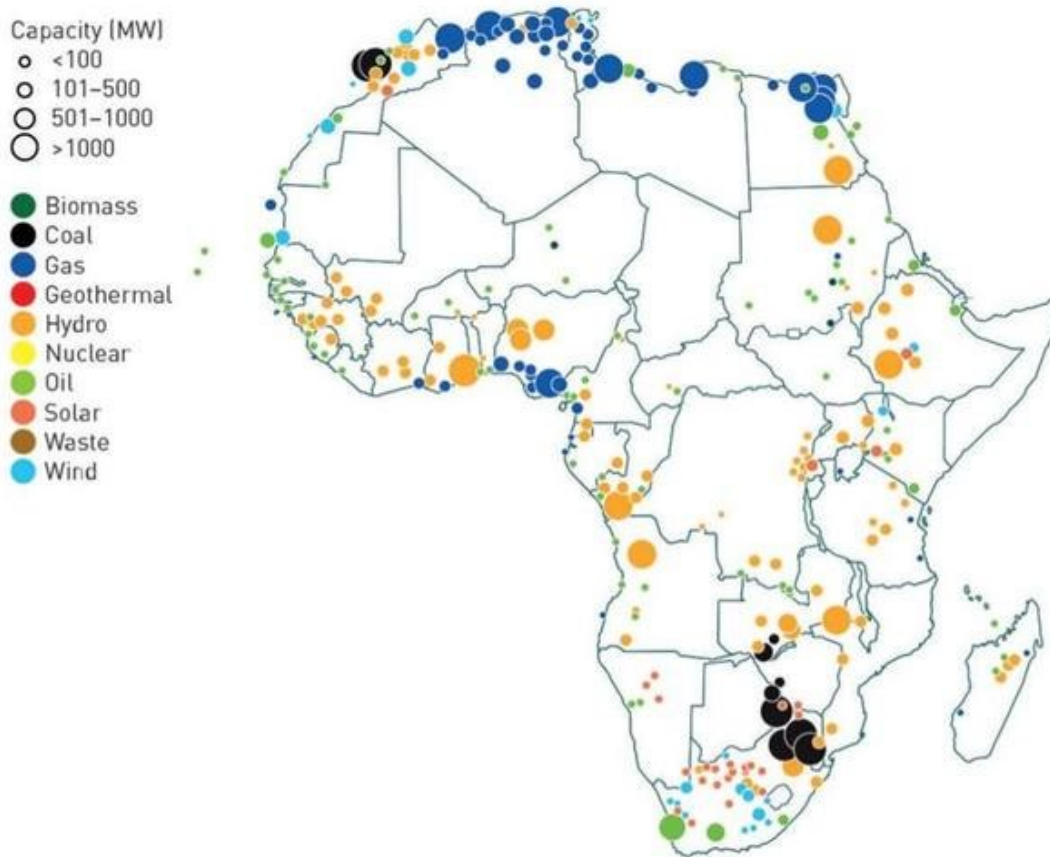 Capacity (MW)
<100
101–500
501–1000
>1000
Biomass
Coal
Gas
Geothermal
Hydro
Nuclear
Oil
Solar
Waste
Wind